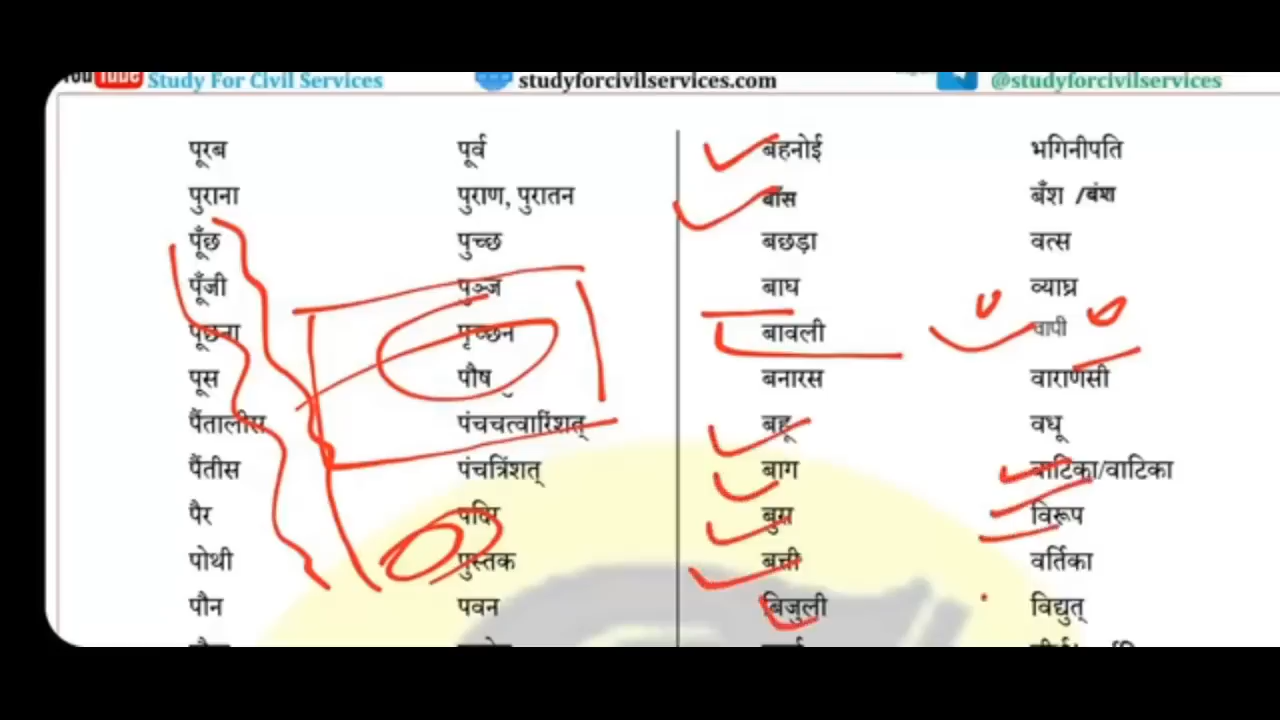 YouTube Study For Civil Services studyforcivilservices.com @studyforcivilservices
पूरब पूर्व बहनोई भगिनीपति
पुराना पुराण, पुरातन बाँस बँश /बंश
पूँछ पुच्छ बछड़ा वत्स
पूँजी पुञ्ज बाघ व्याघ्र
पूछना पृच्छन बावली वापी
पूस पौष बनारस वाराणसी
पैंतालीस पंचचत्वारिंशत् बहू वधू
पैंतीस पंचत्रिंशत् बाग वाटिका/वाटिका
पैर बुरा विरूप
पोथी पुस्तक बत्ती वर्तिका
पौन पवन बिजुली विद्युत्